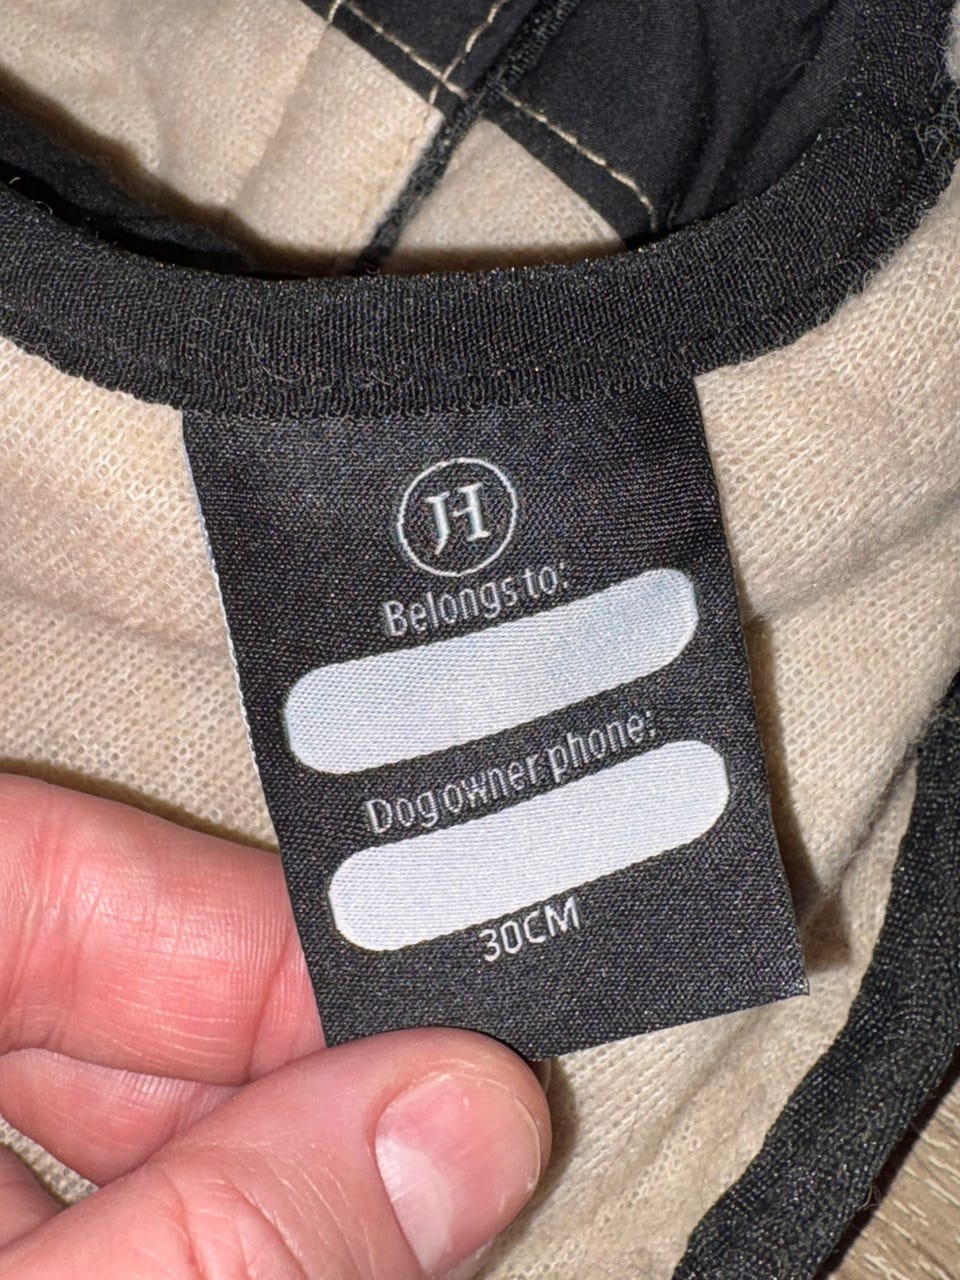 JH
Belongs to:
Dog owner phone:
30CM